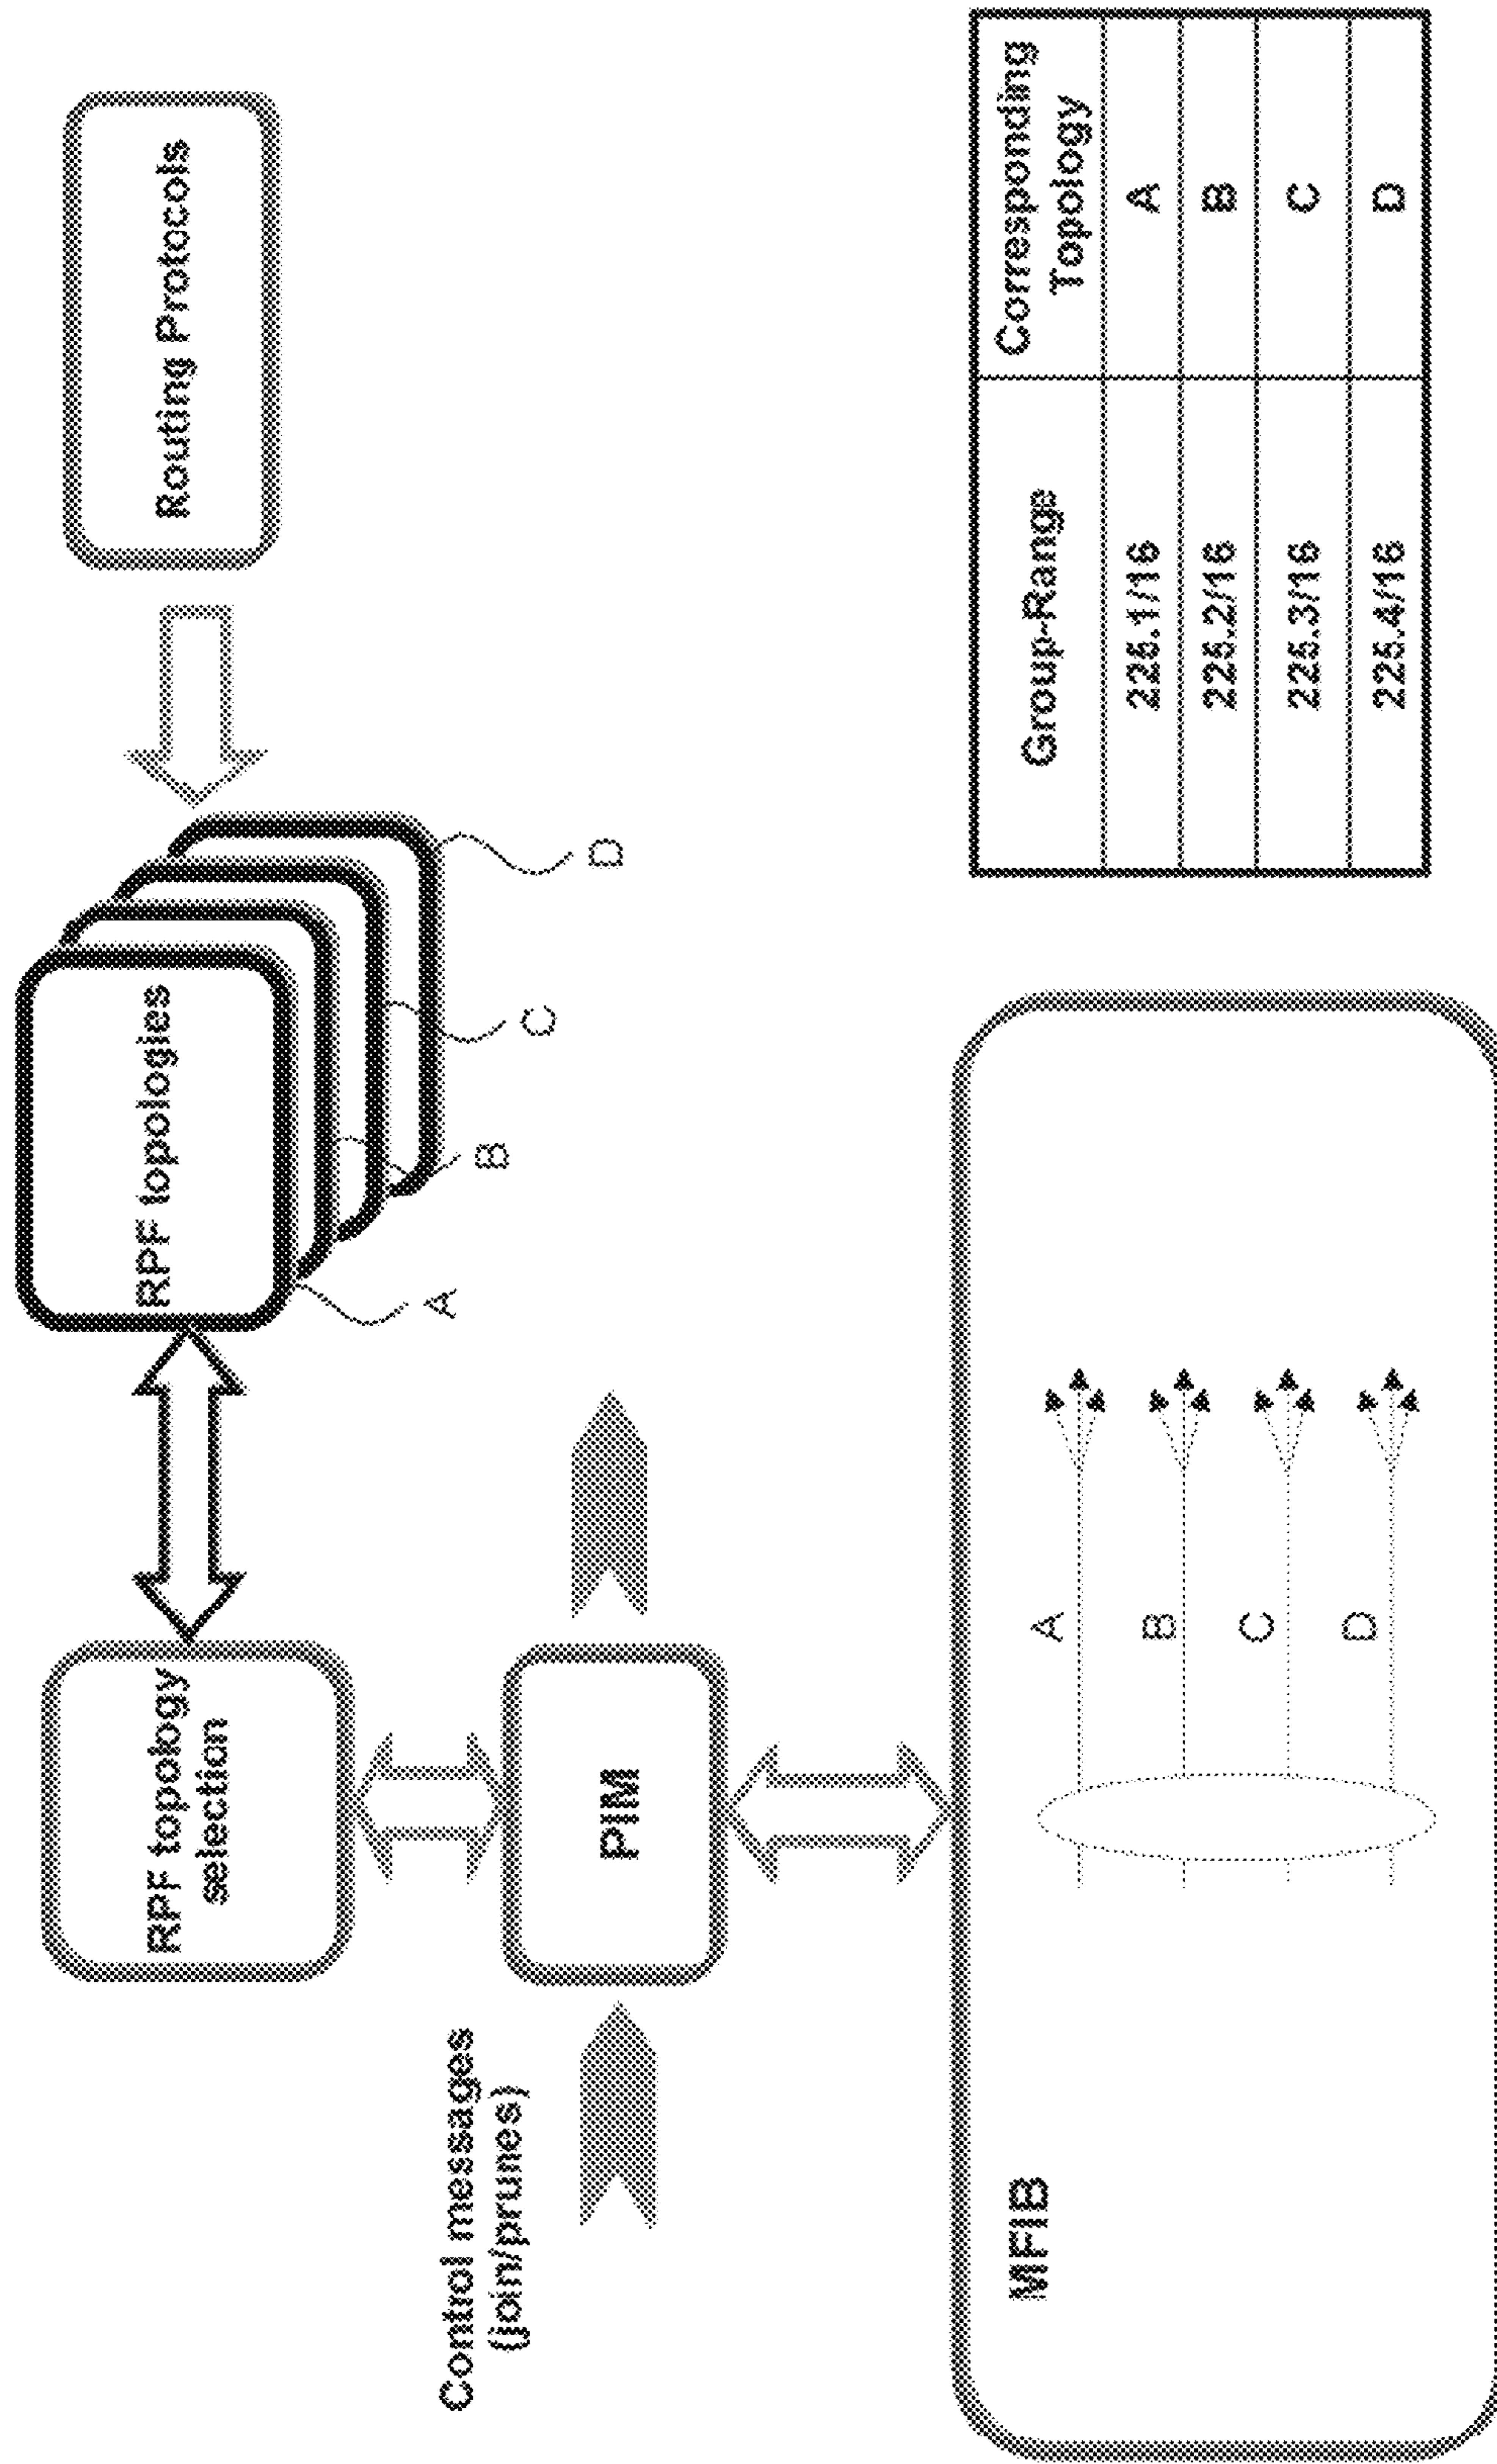 RPF topology
selection
RPF topologies
Routing Protocols
A
B
C
D
Control messages
(join/prunes)
PIM
MFIB
A
B
C
D
Group-Range
Corresponding
Topology
225.1/16
A
225.2/16
B
225.3/16
C
225.4/16
D